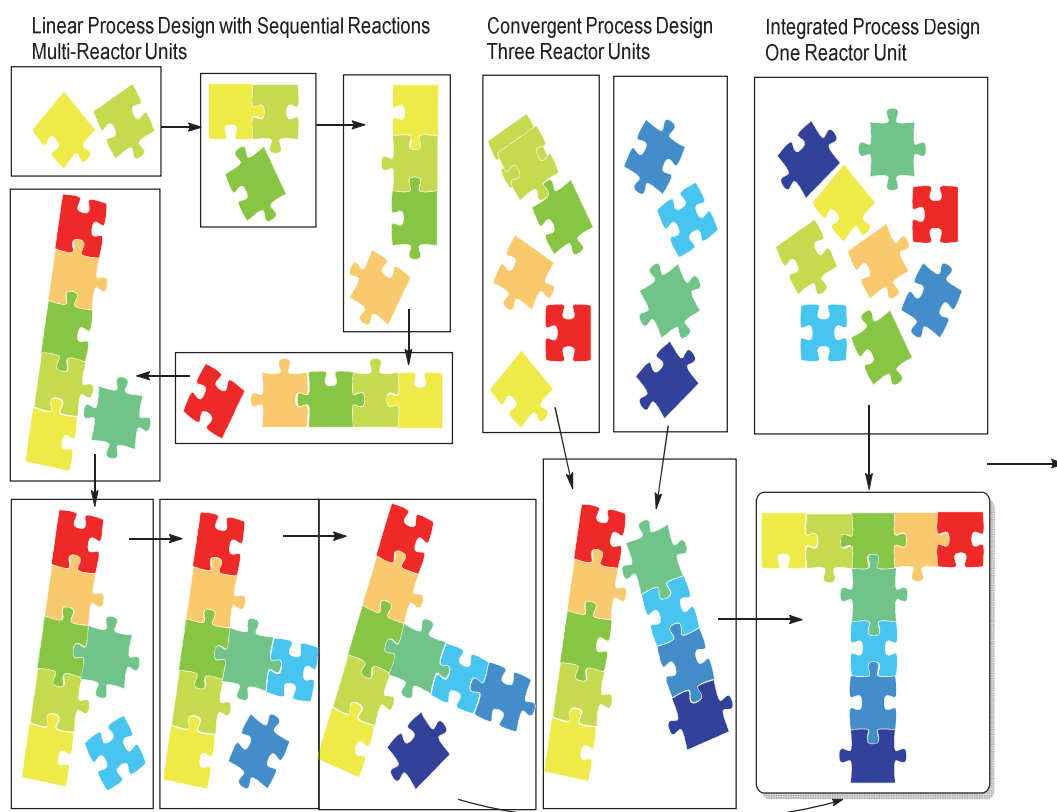 Linear Process Design with Sequential Reactions
Multi-Reactor Units
Convergent Process Design
Three Reactor Units
Integrated Process Design
One Reactor Unit